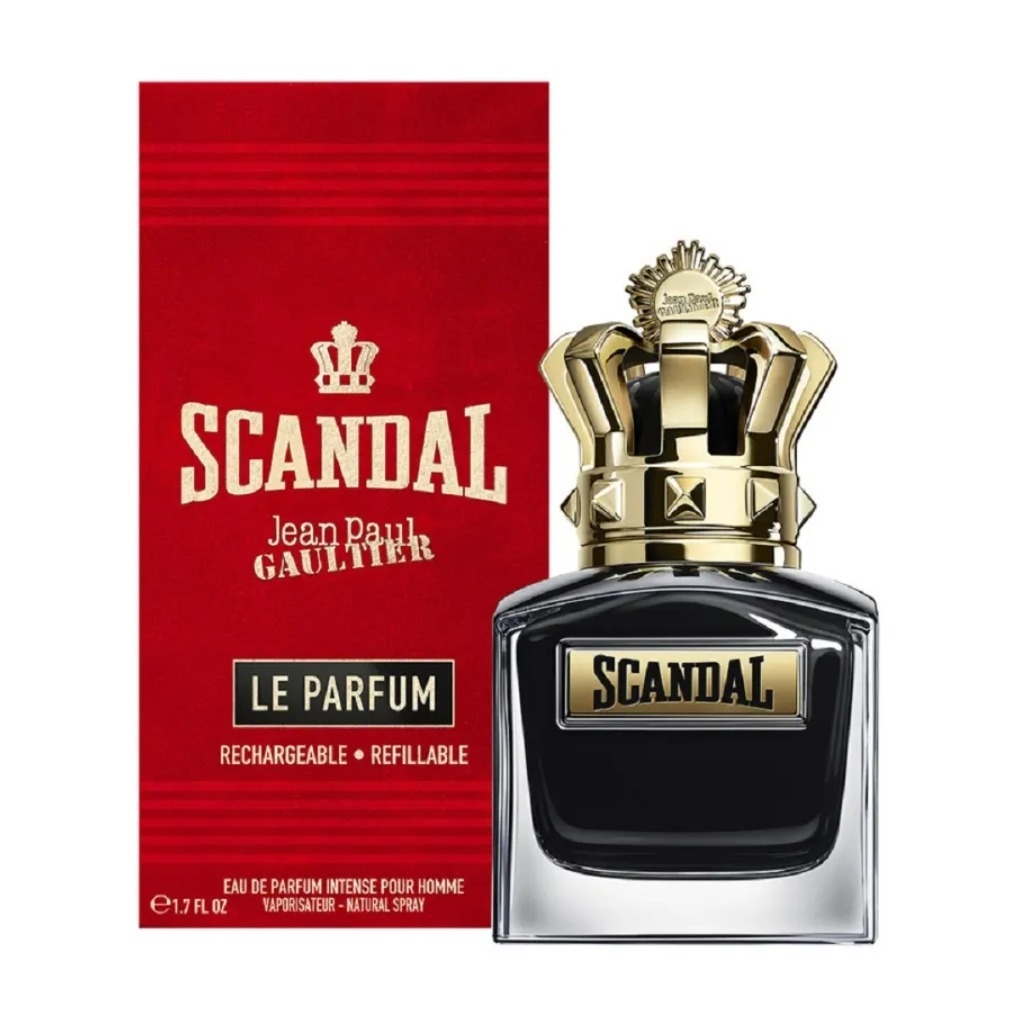 SCANDAL
Jean Paul
GAULTIER
LE PARFUM
RECHARGEABLE • REFILLABLE
EAU DE PARFUM INTENSE POUR HOMME
VAPORISATEUR - NATURAL SPRAY
℮1.7 FL OZ
Jean Paul
GAULTIER
SCANDAL